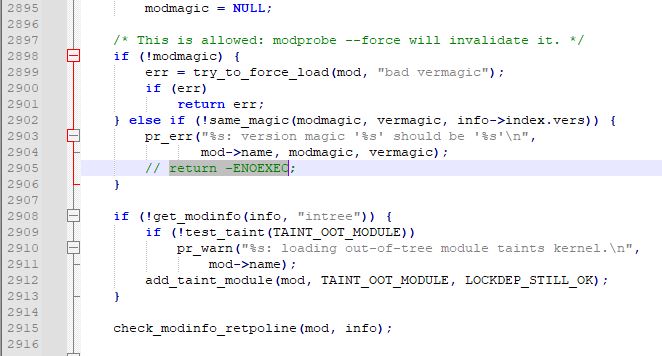 2895 modmagic = NULL;
2896
2897 /* This is allowed: modprobe --force will invalidate it. */
2898 if (!modmagic) {
2899 err = try_to_force_load(mod, "bad vermagic");
2900 if (err)
2901 return err;
2902 } else if (!same_magic(modmagic, vermagic, info->index.vers)) {
2903 pr_err("%s: version magic '%s' should be '%s'\n",
2904 mod->name, modmagic, vermagic);
2905 // return -ENOEXEC;
2906 }
2907
2908 if (!get_modinfo(info, "intree")) {
2909 if (!test_taint(TAINT_OOT_MODULE))
2910 pr_warn("%s: loading out-of-tree module taints kernel.\n",
2911 mod->name);
2912 add_taint_module(mod, TAINT_OOT_MODULE, LOCKDEP_STILL_OK);
2913 }
2914
2915 check_modinfo_retpoline(mod, info);
2916